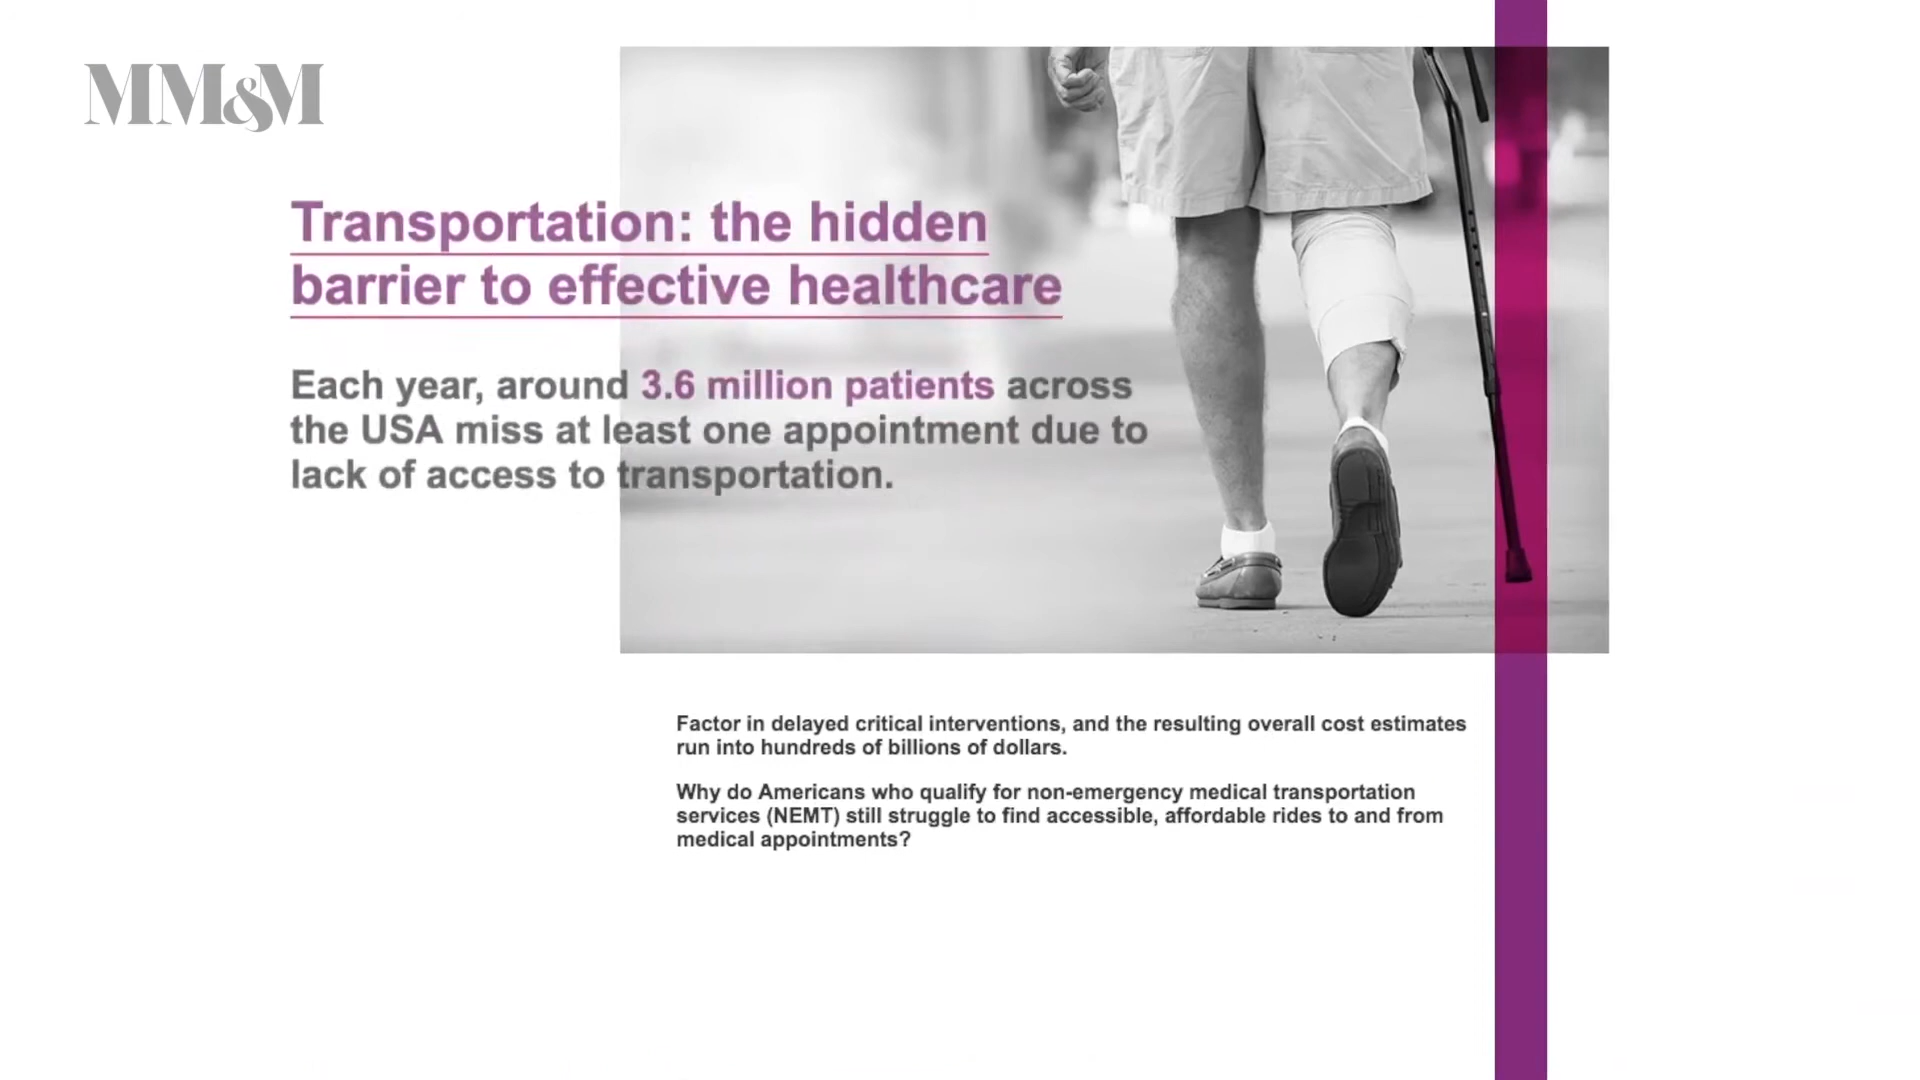 MM&M
Transportation: the hidden
barrier to effective healthcare
Each year, around 3.6 million patients across
the USA miss at least one appointment due to
lack of access to transportation.
Factor in delayed critical interventions, and the resulting overall cost estimates
run into hundreds of billions of dollars.
Why do Americans who qualify for non-emergency medical transportation
services (NEMT) still struggle to find accessible, affordable rides to and from
medical appointments?